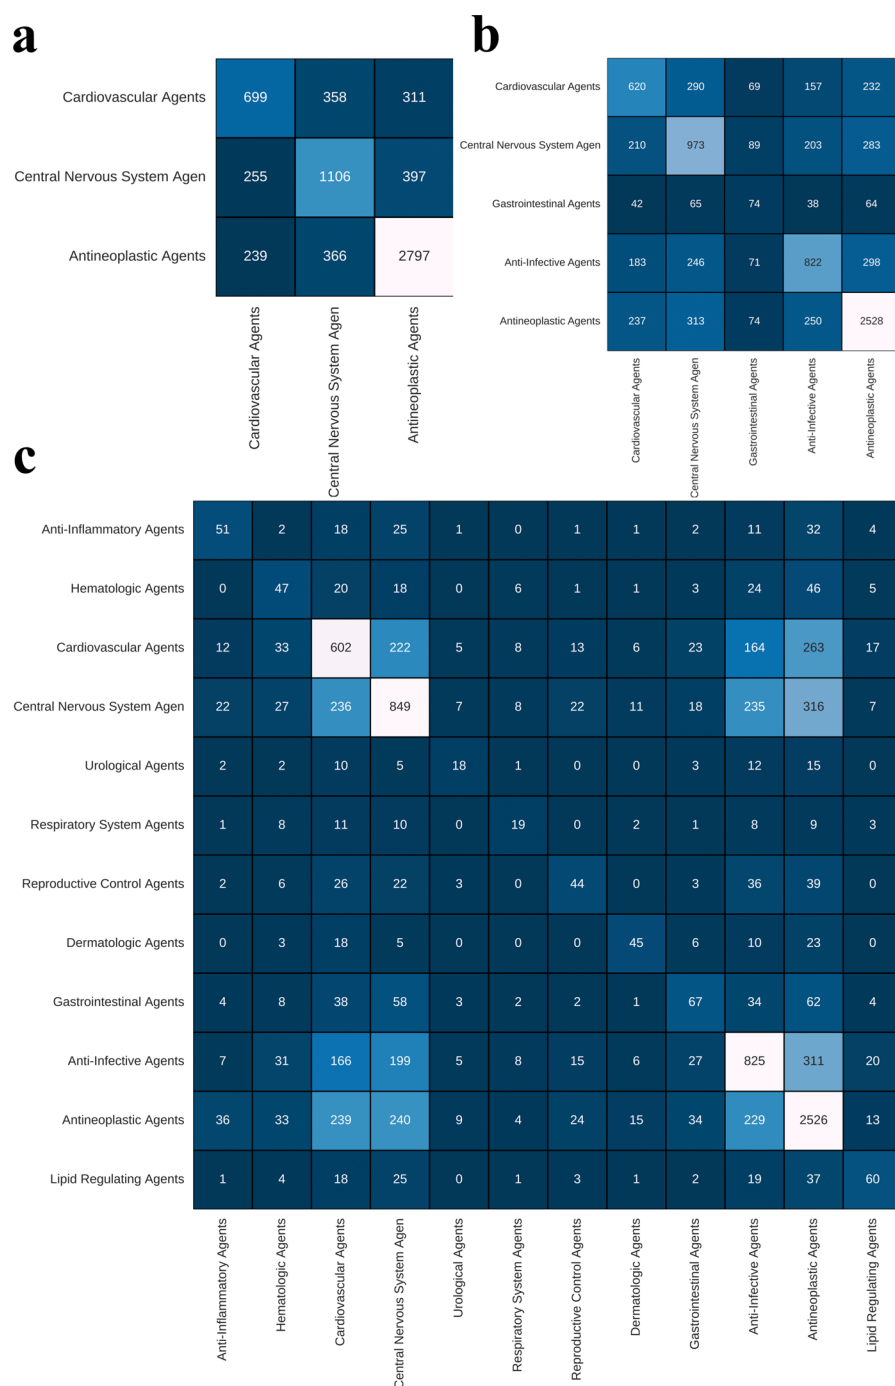 a
Cardiovascular Agents 699 358 311
Central Nervous System Agen 255 1106 397
Antineoplastic Agents 239 366 2797
Cardiovascular Agents
Central Nervous System Agen
Antineoplastic Agents
b
Cardiovascular Agents 620 290 69 157 232
Central Nervous System Agen 210 973 89 203 283
Gastrointestinal Agents 42 65 74 38 64
Anti-Infective Agents 183 246 71 822 298
Antineoplastic Agents 237 313 74 250 2528
Cardiovascular Agents
Central Nervous System Agen
Gastrointestinal Agents
Anti-Infective Agents
Antineoplastic Agents
c
Anti-Inflammatory Agents 51 2 18 25 1 0 1 1 2 11 32 4
Hematologic Agents 0 47 20 18 0 6 1 1 3 24 46 5
Cardiovascular Agents 12 33 602 222 5 8 13 6 23 164 263 17
Central Nervous System Agen 22 27 236 849 7 8 22 11 18 235 316 7
Urological Agents 2 2 10 5 18 1 0 0 3 12 15 0
Respiratory System Agents 1 8 11 10 0 19 0 2 1 8 9 3
Reproductive Control Agents 2 6 26 22 3 0 44 0 3 36 39 0
Dermatologic Agents 0 3 18 5 0 0 0 45 6 10 23 0
Gastrointestinal Agents 4 8 38 58 3 2 2 1 67 34 62 4
Anti-Infective Agents 7 31 166 199 5 8 15 6 27 825 311 20
Antineoplastic Agents 36 33 239 240 9 4 24 15 34 229 2526 13
Lipid Regulating Agents 1 4 18 25 0 1 3 1 2 19 37 60
Anti-Inflammatory Agents
Hematologic Agents
Cardiovascular Agents
Central Nervous System Agen
Urological Agents
Respiratory System Agents
Reproductive Control Agents
Dermatologic Agents
Gastrointestinal Agents
Anti-Infective Agents
Antineoplastic Agents
Lipid Regulating Agents